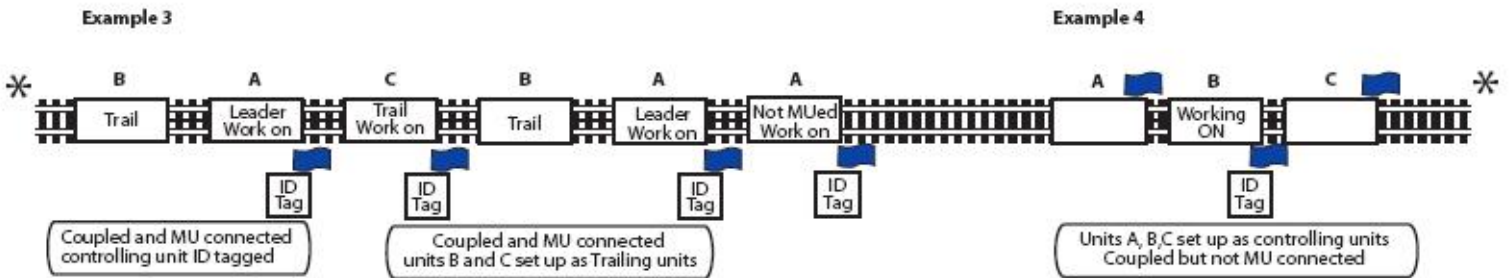 Example 3
Example 4
B
A
C
B
A
A
A
B
C
Trail
Leader
Work on
Trail
Work on
Trail
Leader
Work on
Not MUed
Work on
Working
ON
ID
Tag
ID
Tag
ID
Tag
ID
Tag
ID
Tag
Coupled and MU connected
controlling unit ID tagged
Coupled and MU connected
units B and C set up as Trailing units
Units A, B,C set up as controlling units
Coupled but not MU connected